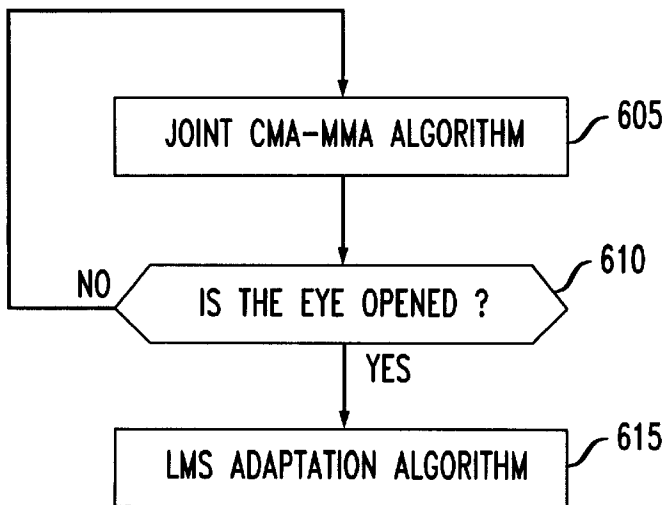 JOINT CMA-MMA ALGORITHM
605
NO
IS THE EYE OPENED ?
610
YES
LMS ADAPTATION ALGORITHM
615